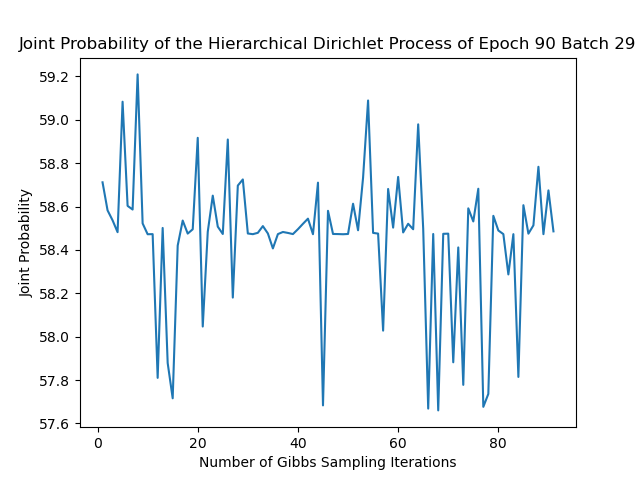 Joint Probability of the Hierarchical Dirichlet Process of Epoch 90 Batch 29
59.2
59.0
58.8
58.6
58.4
58.2
58.0
57.8
57.6
Joint Probability
0 20 40 60 80
Number of Gibbs Sampling Iterations